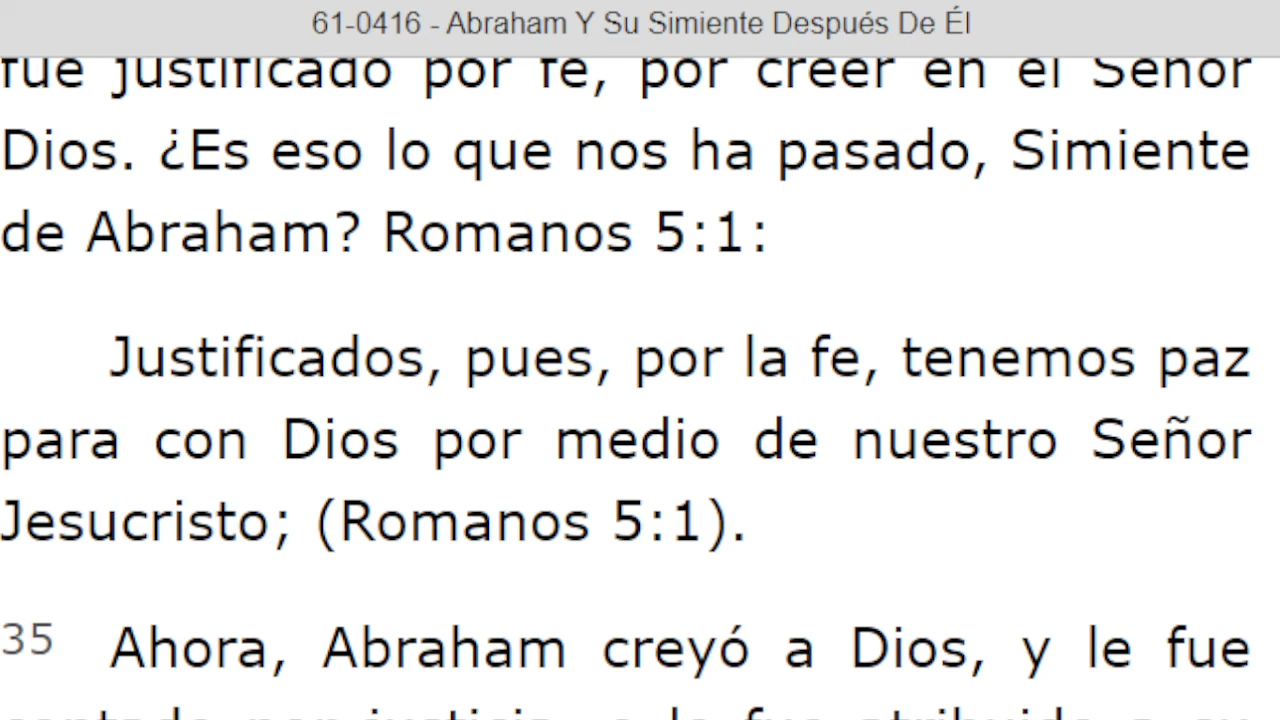 61-0416 - Abraham Y Su Simiente Después De Él
fue justificado por fe, por creer en el Señor
Dios. ¿Es eso lo que nos ha pasado, Simiente
de Abraham? Romanos 5:1:
Justificados, pues, por la fe, tenemos paz
para con Dios por medio de nuestro Señor
Jesucristo; (Romanos 5:1).
35 Ahora, Abraham creyó a Dios, y le fue